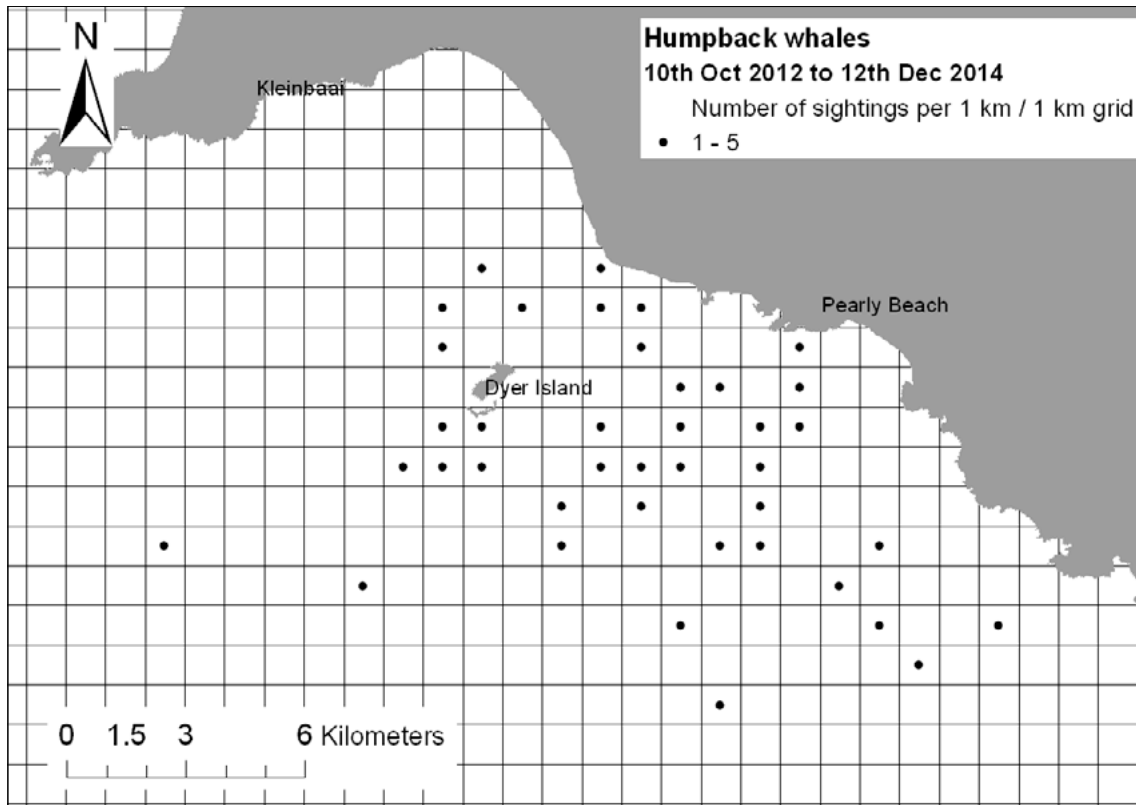 N
Humpback whales
10th Oct 2012 to 12th Dec 2014
Number of sightings per 1 km / 1 km grid
1 - 5
Kleinbaai
Pearly Beach
Dyer Island
0 1.5 3 6 Kilometers